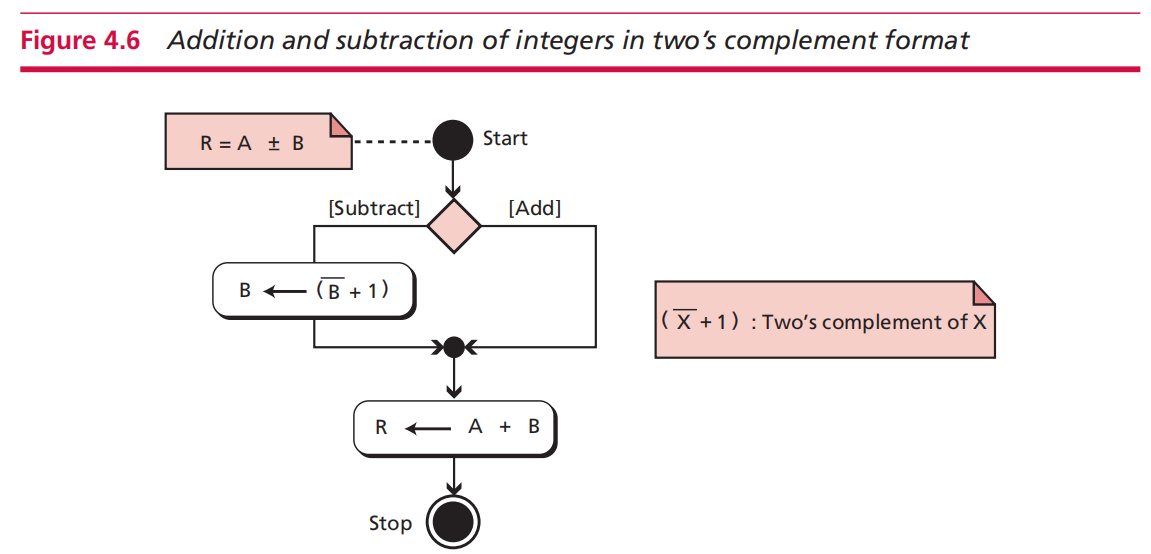 Figure 4.6 Addition and subtraction of integers in two’s complement format
R = A ± B
Start
[Subtract] [Add]
B ← (B̅ + 1)
(X̅ + 1) : Two’s complement of X
R ← A + B
Stop